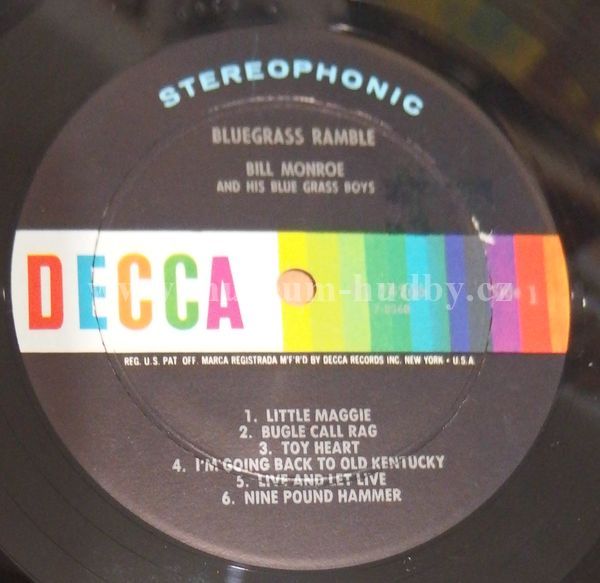 STEREOPHONIC
BLUEGRASS RAMBLE
BILL MONROE
AND HIS BLUE GRASS BOYS
DECCA
1
REG. U.S. PAT. OFF. MARCA REGISTRADA M'F'R'D BY DECCA RECORDS INC. NEW YORK • U.S.A.
1. LITTLE MAGGIE
2. BUGLE CALL RAG
3. TOY HEART
4. I'M GOING BACK TO OLD KENTUCKY
5. LIVE AND LET LIVE
6. NINE POUND HAMMER